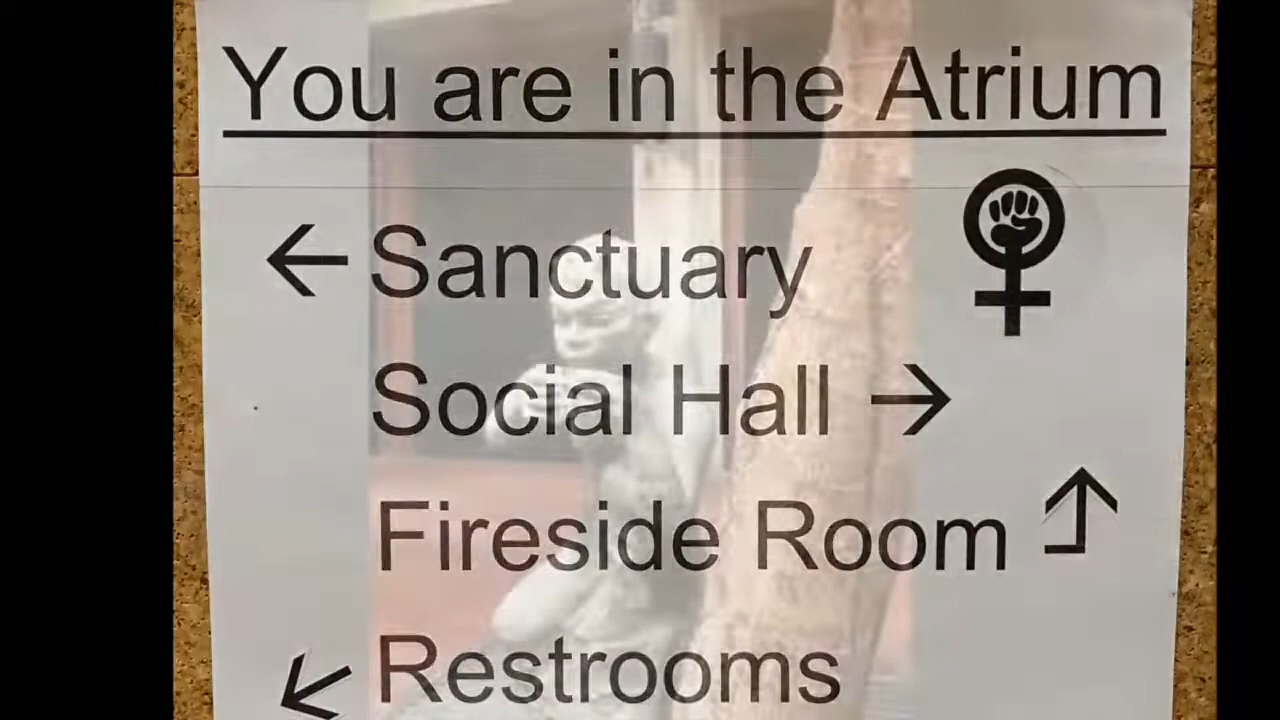 You are in the Atrium
← Sanctuary
Social Hall →
Fireside Room ↑
↙ Restrooms